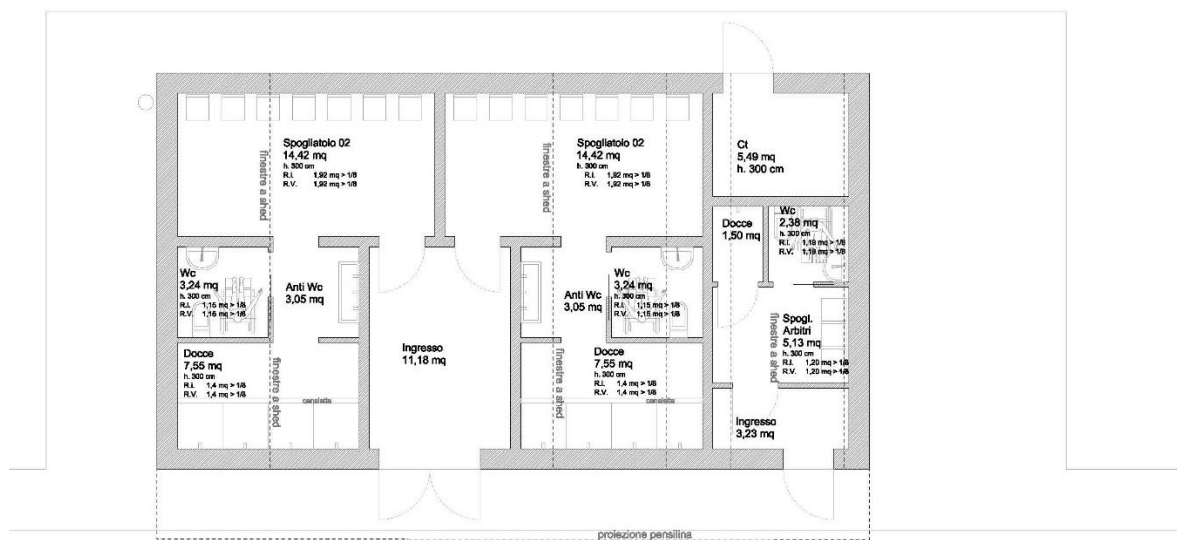 Spogliatoio 02
14,42 mq
h. 300 cm
R.I. 1,92 mq > 1/8
R.V. 1,92 mq > 1/8
finestre a shed
Spogliatoio 02
14,42 mq
h. 300 cm
R.I. 1,92 mq > 1/8
R.V. 1,92 mq > 1/8
finestre a shed
Ct
5,49 mq
h. 300 cm
Docce
1,50 mq
Wc
2,38 mq
h. 300 cm
R.I. 1,19 mq > 1/8
R.V. 1,19 mq > 1/8
Wc
3,24 mq
h. 300 cm
R.I. 1,15 mq > 1/8
R.V. 1,15 mq > 1/8
Anti Wc
3,05 mq
Anti Wc
3,05 mq
Wc
3,24 mq
h. 300 cm
R.I. 1,15 mq > 1/8
R.V. 1,15 mq > 1/8
Spogl.
Arbitri
5,13 mq
h. 300 cm
R.I. 1,20 mq > 1/8
R.V. 1,20 mq > 1/8
finestre a shed
Docce
7,55 mq
h. 300 cm
R.I. 1,4 mq > 1/8
R.V. 1,4 mq > 1/8
canaletta
finestre a shed
Ingresso
11,18 mq
finestre a shed
Docce
7,55 mq
h. 300 cm
R.I. 1,4 mq > 1/8
R.V. 1,4 mq > 1/8
canaletta
Ingresso
3,23 mq
proiezione pensilina